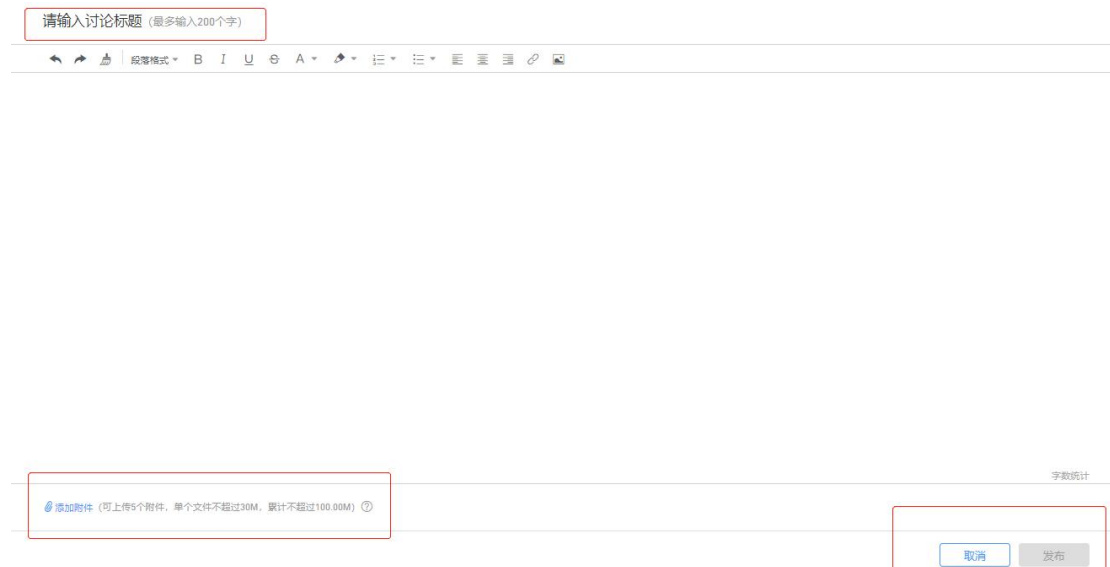 请输入讨论标题 (最多输入200个字)
段落格式 B I U S A
字数统计
添加附件 (可上传5个附件，单个文件不超过30M，累计不超过100.00M) ?
取消 发布